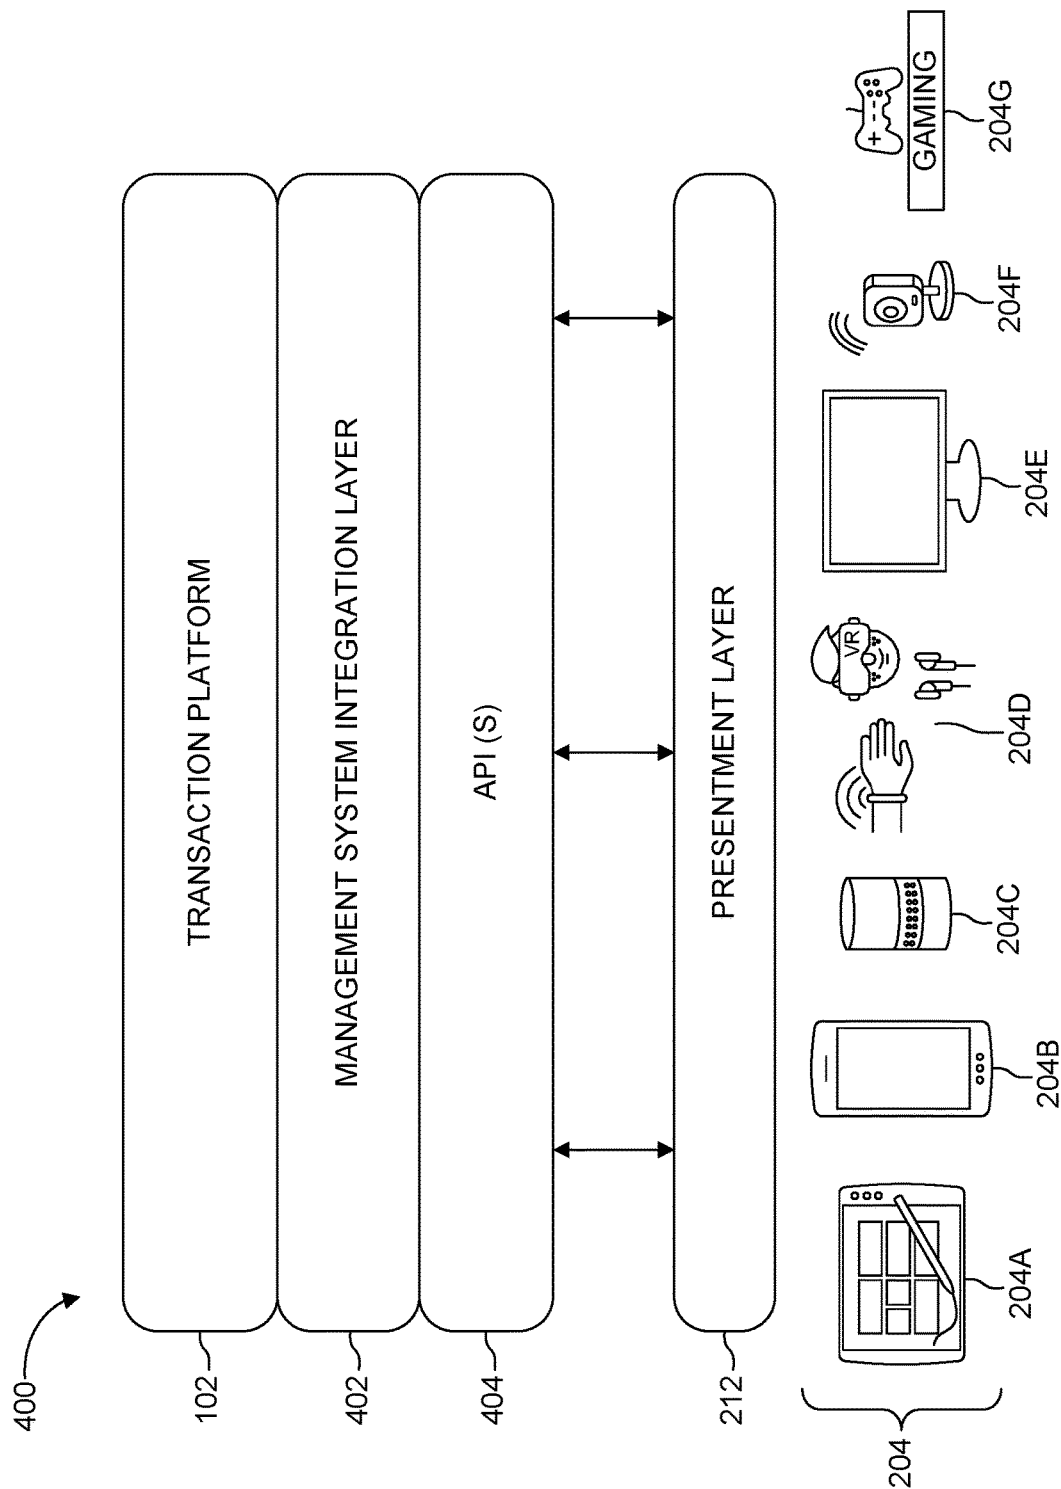 400
102
TRANSACTION PLATFORM
402
MANAGEMENT SYSTEM INTEGRATION LAYER
404
API (S)
212
PRESENTMENT LAYER
204
VR
GAMING
204A
204B
204C
204D
204E
204F
204G